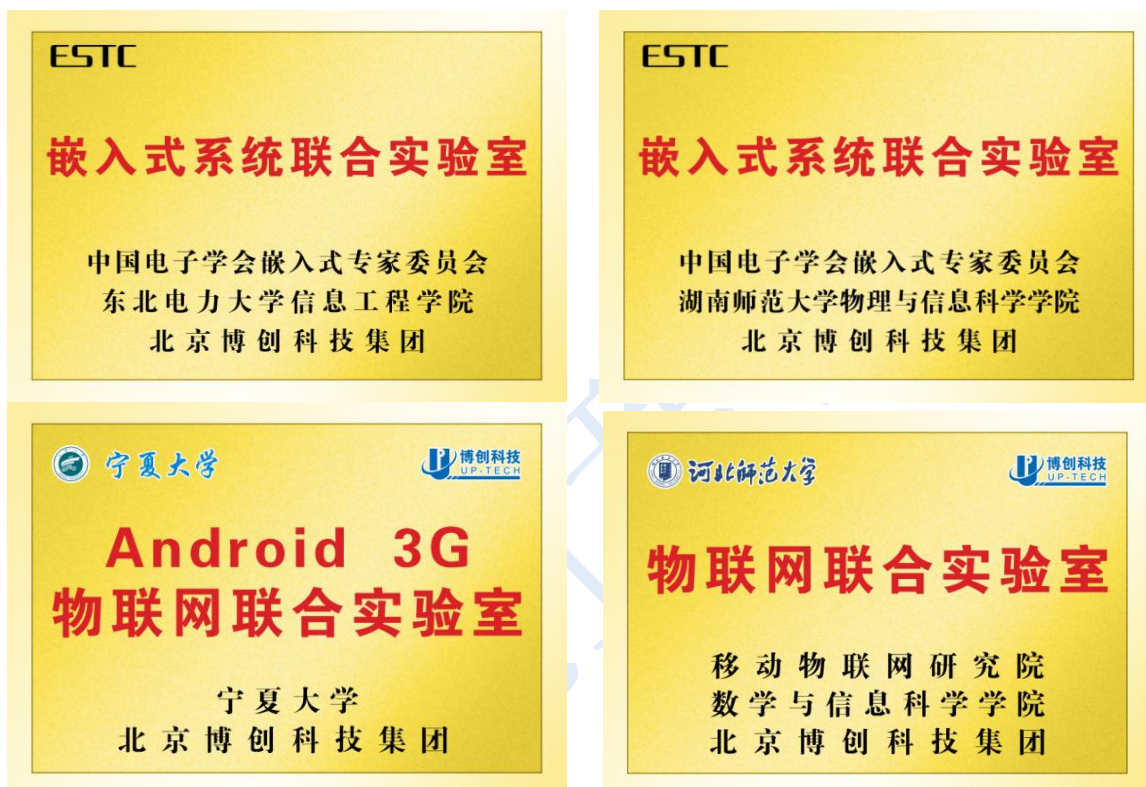 ESTC
嵌入式系统联合实验室
中国电子学会嵌入式专家委员会
东北电力大学信息工程学院
北京博创科技集团
ESTC
嵌入式系统联合实验室
中国电子学会嵌入式专家委员会
湖南师范大学物理与信息科学学院
北京博创科技集团
宁夏大学
博创科技
UP-TECH
Android 3G
物联网联合实验室
宁夏大学
北京博创科技集团
河北师范大学
博创科技
UP-TECH
物联网联合实验室
移动物联网研究院
数学与信息科学学院
北京博创科技集团